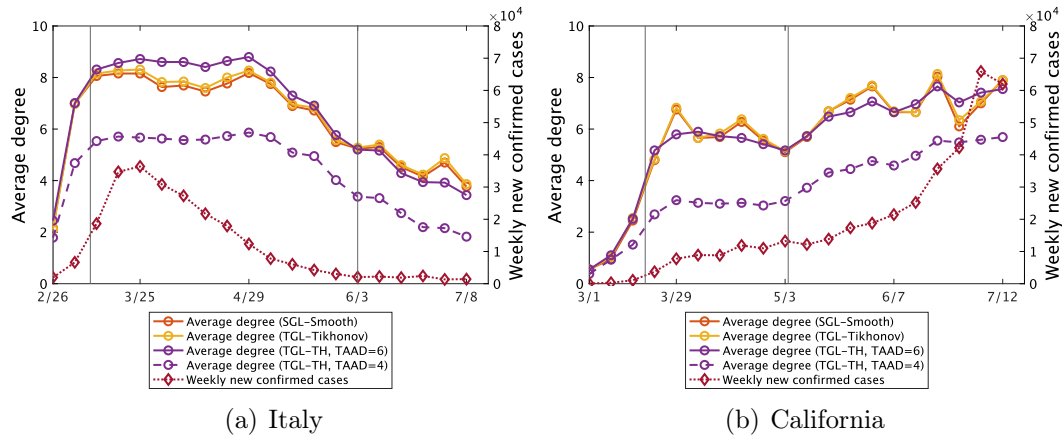 10
8
6
4
2
0
Average degree
×10⁴
8
7
6
5
4
3
2
1
0
Weekly new confirmed cases
2/26
3/25
4/29
6/3
7/8
Average degree (SGL-Smooth)
Average degree (TGL-Tikhonov)
Average degree (TGL-TH, TAAD=6)
Average degree (TGL-TH, TAAD=4)
Weekly new confirmed cases
(a) Italy
10
8
6
4
2
0
Average degree
×10⁴
8
7
6
5
4
3
2
1
0
Weekly new confirmed cases
3/1
3/29
5/3
6/7
7/12
Average degree (SGL-Smooth)
Average degree (TGL-Tikhonov)
Average degree (TGL-TH, TAAD=6)
Average degree (TGL-TH, TAAD=4)
Weekly new confirmed cases
(b) California